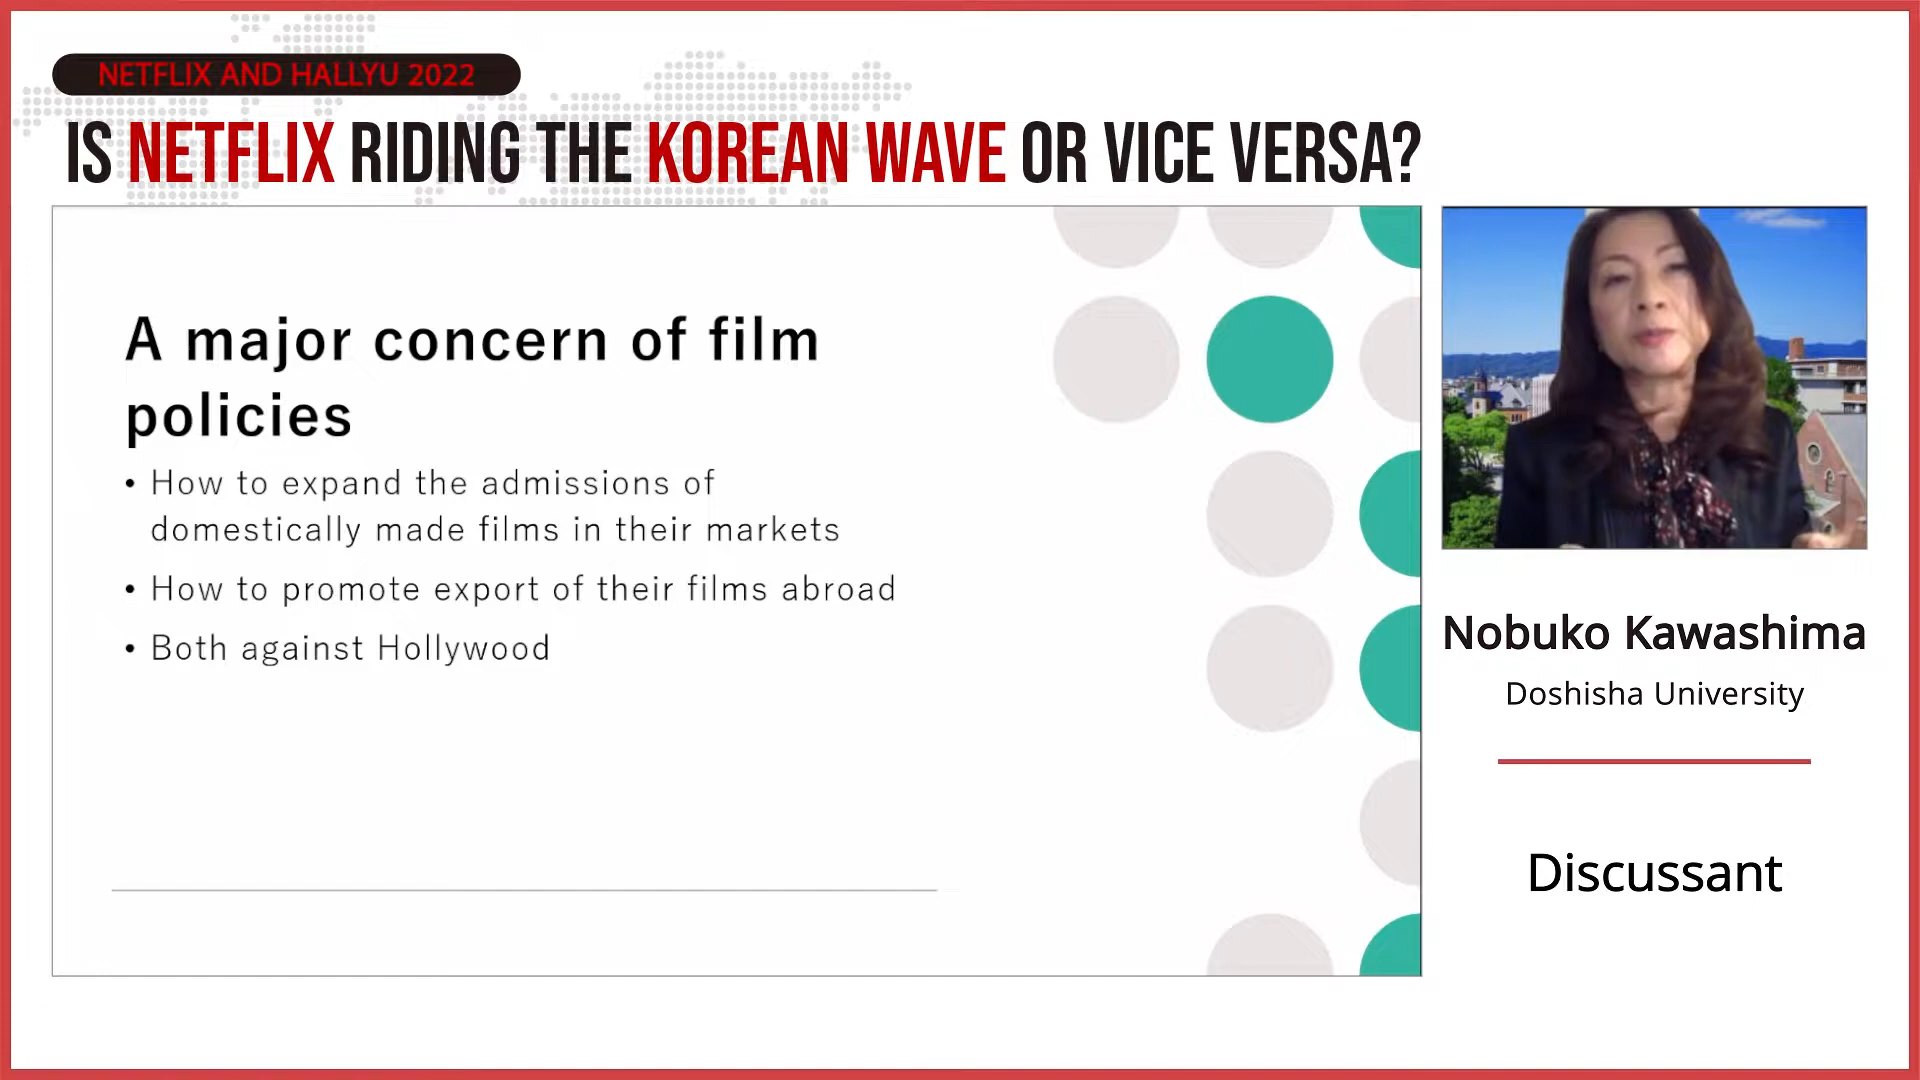 NETFLIX AND HALLYU 2022
IS NETFLIX RIDING THE KOREAN WAVE OR VICE VERSA?
A major concern of film
policies
• How to expand the admissions of
domestically made films in their markets
• How to promote export of their films abroad
• Both against Hollywood
Nobuko Kawashima
Doshisha University
Discussant